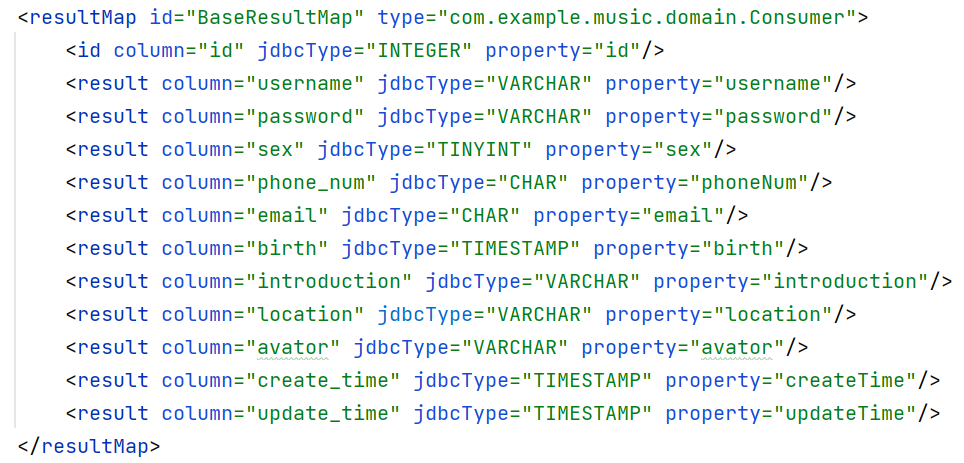 <resultMap id="BaseResultMap" type="com.example.music.domain.Consumer">
    <id column="id" jdbcType="INTEGER" property="id"/>
    <result column="username" jdbcType="VARCHAR" property="username"/>
    <result column="password" jdbcType="VARCHAR" property="password"/>
    <result column="sex" jdbcType="TINYINT" property="sex"/>
    <result column="phone_num" jdbcType="CHAR" property="phoneNum"/>
    <result column="email" jdbcType="CHAR" property="email"/>
    <result column="birth" jdbcType="TIMESTAMP" property="birth"/>
    <result column="introduction" jdbcType="VARCHAR" property="introduction"/>
    <result column="location" jdbcType="VARCHAR" property="location"/>
    <result column="avator" jdbcType="VARCHAR" property="avator"/>
    <result column="create_time" jdbcType="TIMESTAMP" property="createTime"/>
    <result column="update_time" jdbcType="TIMESTAMP" property="updateTime"/>
</resultMap>